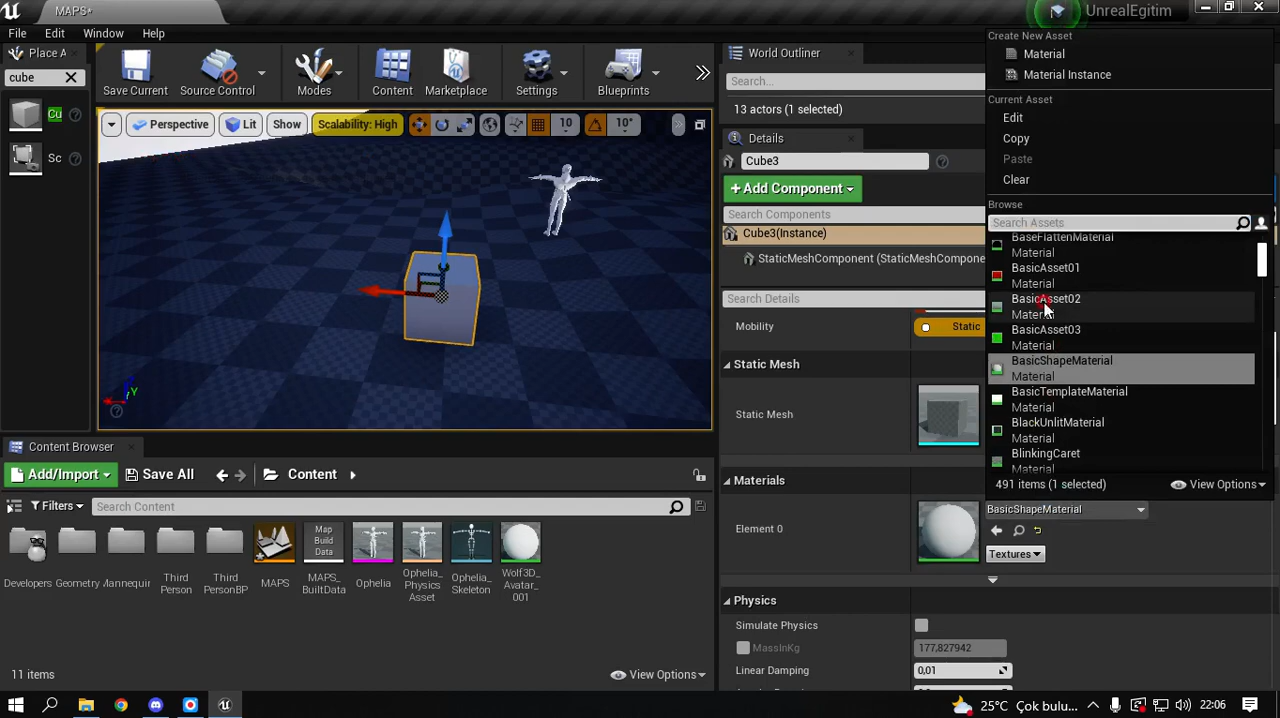 MAPS*
UnrealEgitim
File Edit Window Help
Place A
cube
Cu
Sc
Save Current
Source Control
Modes
Content
Marketplace
Settings
Blueprints
Perspective
Lit
Show
Scalability: High
10
10°
World Outliner
Search...
13 actors (1 selected)
Details
Cube3
+ Add Component
Search Components
Cube3(Instance)
StaticMeshComponent (StaticMeshCompone
Search Details
Mobility
Static
Static Mesh
Static Mesh
Materials
Element 0
BasicShapeMaterial
Textures
Physics
Simulate Physics
MassInKg
177,827942
Linear Damping
0,01
Create New Asset
Material
Material Instance
Current Asset
Edit
Copy
Paste
Clear
Browse
Search Assets
BaseFlattenMaterial
Material
BasicAsset01
Material
BasicAsset02
Material
BasicAsset03
Material
BasicShapeMaterial
Material
BasicTemplateMaterial
Material
BlackUnlitMaterial
Material
BlinkingCaret
Material
491 items (1 selected)
View Options
Content Browser
Add/Import
Save All
Content
Filters
Search Content
Developers
Geometry
Mannequin
Third Person
Third PersonBP
Map Build Data
MAPS
MAPS_ BuiltData
Ophelia
Ophelia_ Physics Asset
Ophelia_ Skeleton
Wolf3D_ Avatar_ 001
11 items
View Options
25°C Çok bulu...
22:06